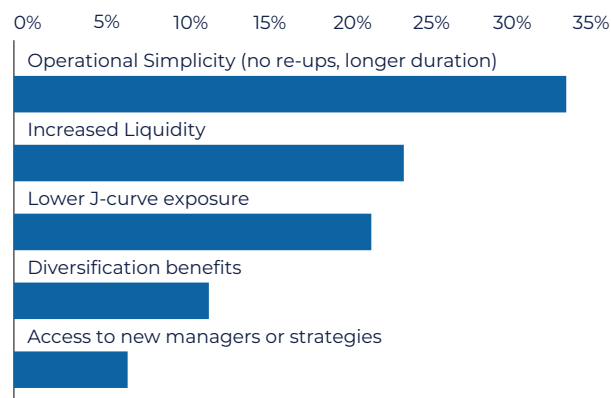 0% 5% 10% 15% 20% 25% 30% 35%
Operational Simplicity (no re-ups, longer duration)
Increased Liquidity
Lower J-curve exposure
Diversification benefits
Access to new managers or strategies